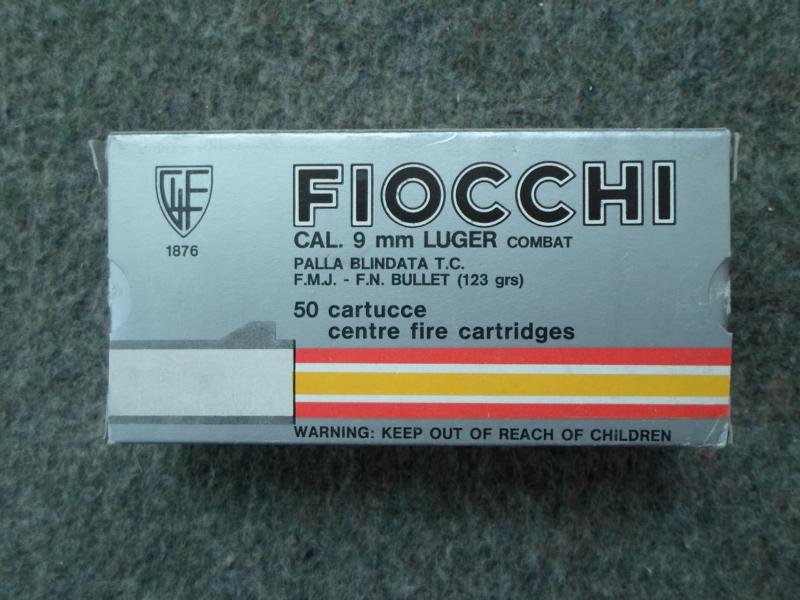 GFL
1876
FIOCCHI
CAL. 9 mm LUGER COMBAT
PALLA BLINDATA T.C.
F.M.J. - F.N. BULLET (123 grs)
50 cartucce
centre fire cartridges
WARNING: KEEP OUT OF REACH OF CHiLDREN